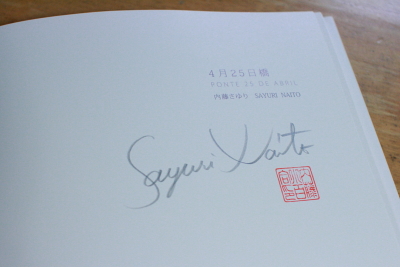 4月25日橋
PONTE 25 DE ABRIL
内藤さゆり SAYURI NAITO
Sayuri Naito